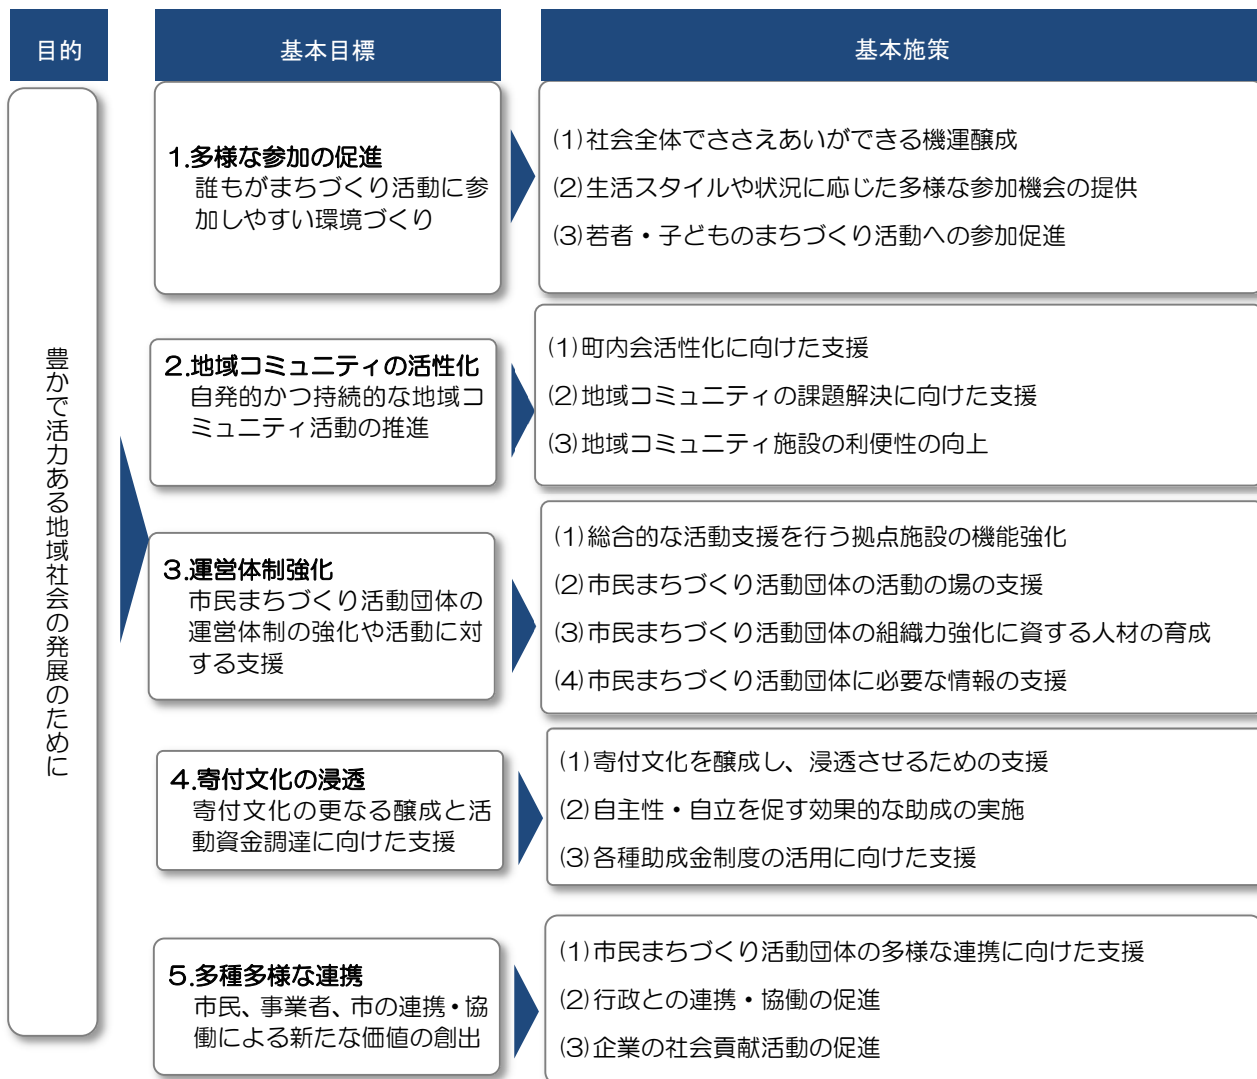 目的
基本目標
基本施策
豊かで活力ある地域社会の発展のために
1.多様な参加の促進
誰もがまちづくり活動に参
加しやすい環境づくり
(1)社会全体でささえあいができる機運醸成
(2)生活スタイルや状況に応じた多様な参加機会の提供
(3)若者・子どものまちづくり活動への参加促進
2.地域コミュニティの活性化
自発的かつ持続的な地域コ
ミュニティ活動の推進
(1)町内会活性化に向けた支援
(2)地域コミュニティの課題解決に向けた支援
(3)地域コミュニティ施設の利便性の向上
3.運営体制強化
市民まちづくり活動団体の
運営体制の強化や活動に対
する支援
(1)総合的な活動支援を行う拠点施設の機能強化
(2)市民まちづくり活動団体の活動の場の支援
(3)市民まちづくり活動団体の組織力強化に資する人材の育成
(4)市民まちづくり活動団体に必要な情報の支援
4.寄付文化の浸透
寄付文化の更なる醸成と活
動資金調達に向けた支援
(1)寄付文化を醸成し、浸透させるための支援
(2)自主性・自立を促す効果的な助成の実施
(3)各種助成金制度の活用に向けた支援
5.多種多様な連携
市民、事業者、市の連携・協
働による新たな価値の創出
(1)市民まちづくり活動団体の多様な連携に向けた支援
(2)行政との連携・協働の促進
(3)企業の社会貢献活動の促進